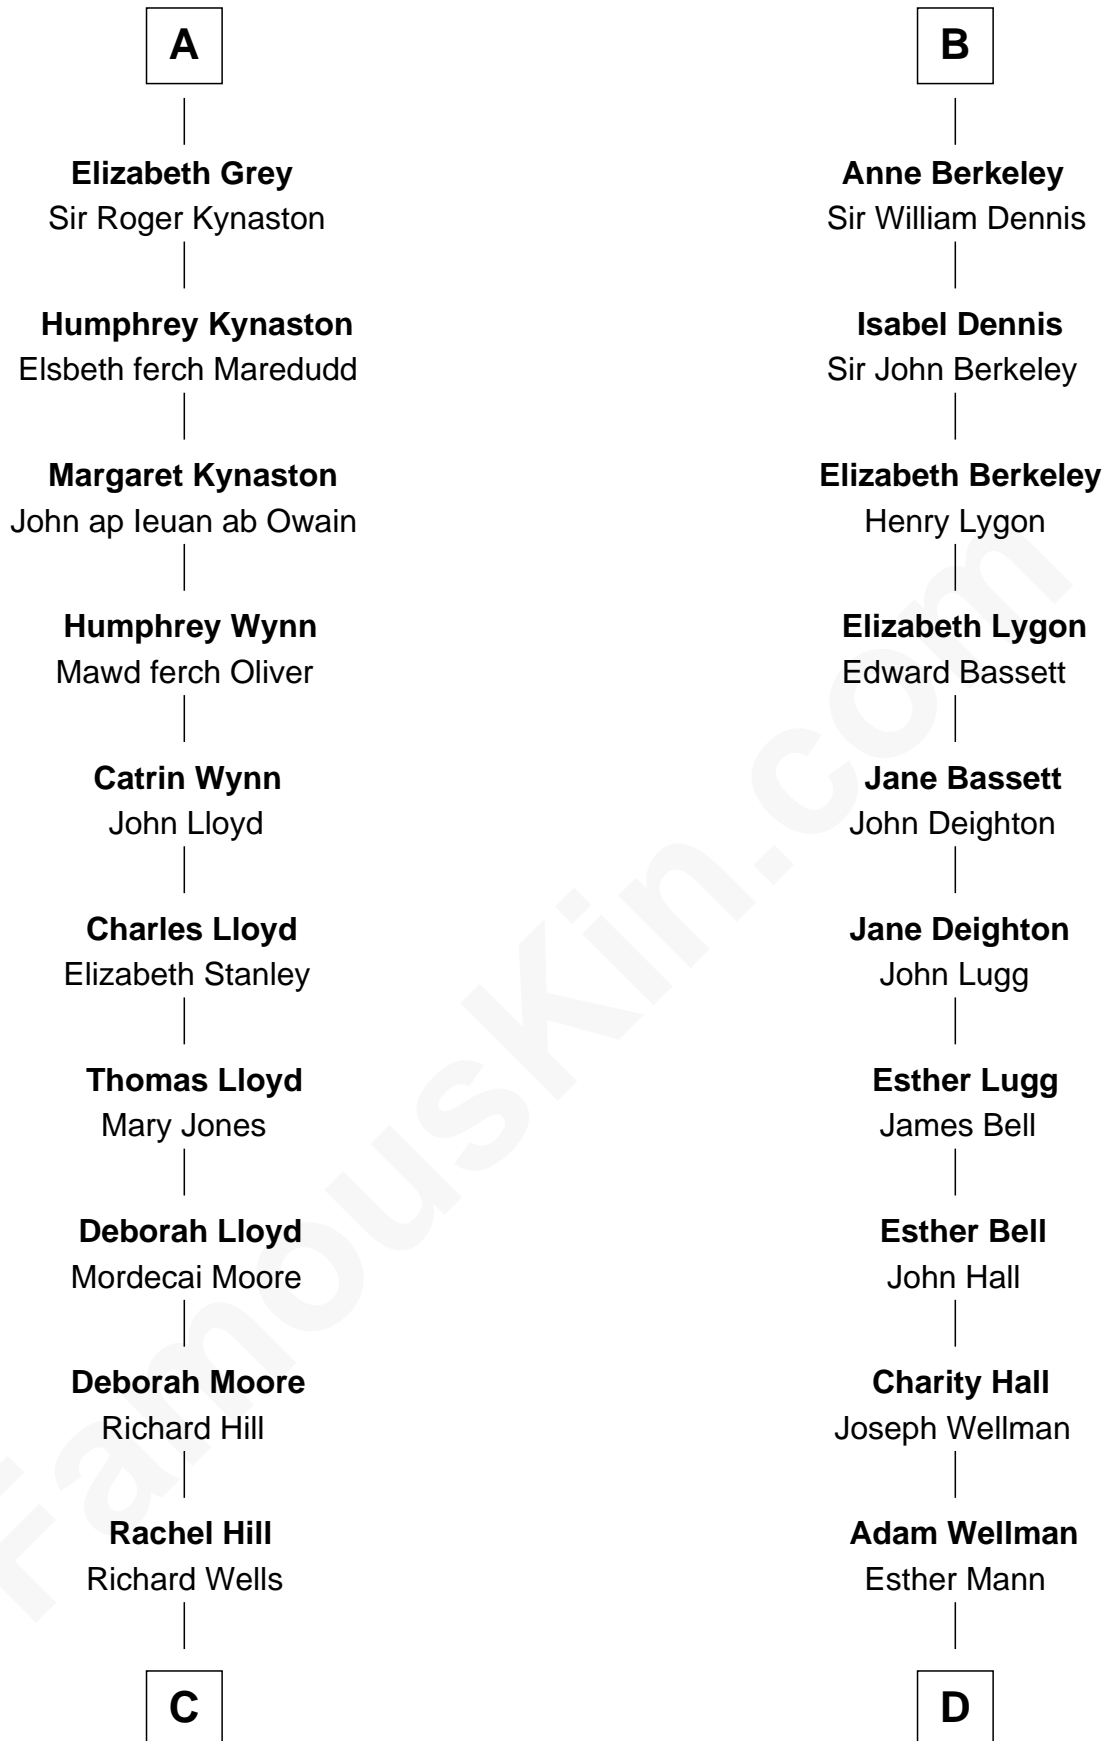 A
Elizabeth Grey
Sir Roger Kynaston
Humphrey Kynaston
Elsbeth ferch Maredudd
Margaret Kynaston
John ap Ieuan ab Owain
Humphrey Wynn
Mawd ferch Oliver
Catrin Wynn
John Lloyd
Charles Lloyd
Elizabeth Stanley
Thomas Lloyd
Mary Jones
Deborah Lloyd
Mordecai Moore
Deborah Moore
Richard Hill
Rachel Hill
Richard Wells
C
B
Anne Berkeley
Sir William Dennis
Isabel Dennis
Sir John Berkeley
Elizabeth Berkeley
Henry Lygon
Elizabeth Lygon
Edward Bassett
Jane Bassett
John Deighton
Jane Deighton
John Lugg
Esther Lugg
James Bell
Esther Bell
John Hall
Charity Hall
Joseph Wellman
Adam Wellman
Esther Mann
D
FamousKin.com